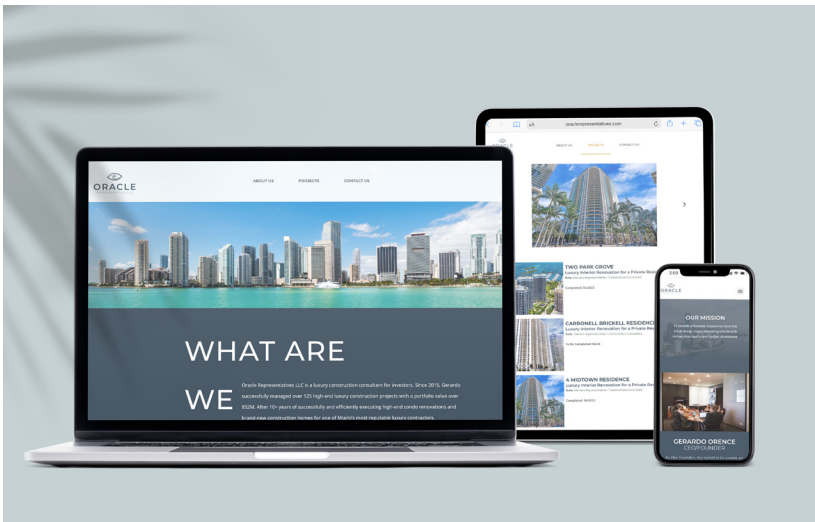 ORACLE
ABOUT US
PROJECTS
CONTACT US
WHAT ARE
WE
Oracle Representatives LLC is a luxury construction consultant for investors. Since 2015, Gerardo
successfully managed over 125 high-end luxury construction projects with a portfolio value over
$52M. After 10+ years of successfully and efficiently executing high-end condo renovations and
brand-new construction homes for one of Miami's most reputable luxury contractors,
AA
oraclerepresentatives.com
ORACLE
ABOUT US
PROJECTS
CONTACT US
TWO PARK GROVE
Luxury Interior Renovation for a Private Resi
CARBONELL BRICKELL RESIDENCE
Luxury Interior Renovation for a Private Res
4 MIDTOWN RESIDENCE
Luxury Interior Renovation for a Private Res
ORACLE
OUR MISSION
GERARDO ORENCE
CEO/FOUNDER